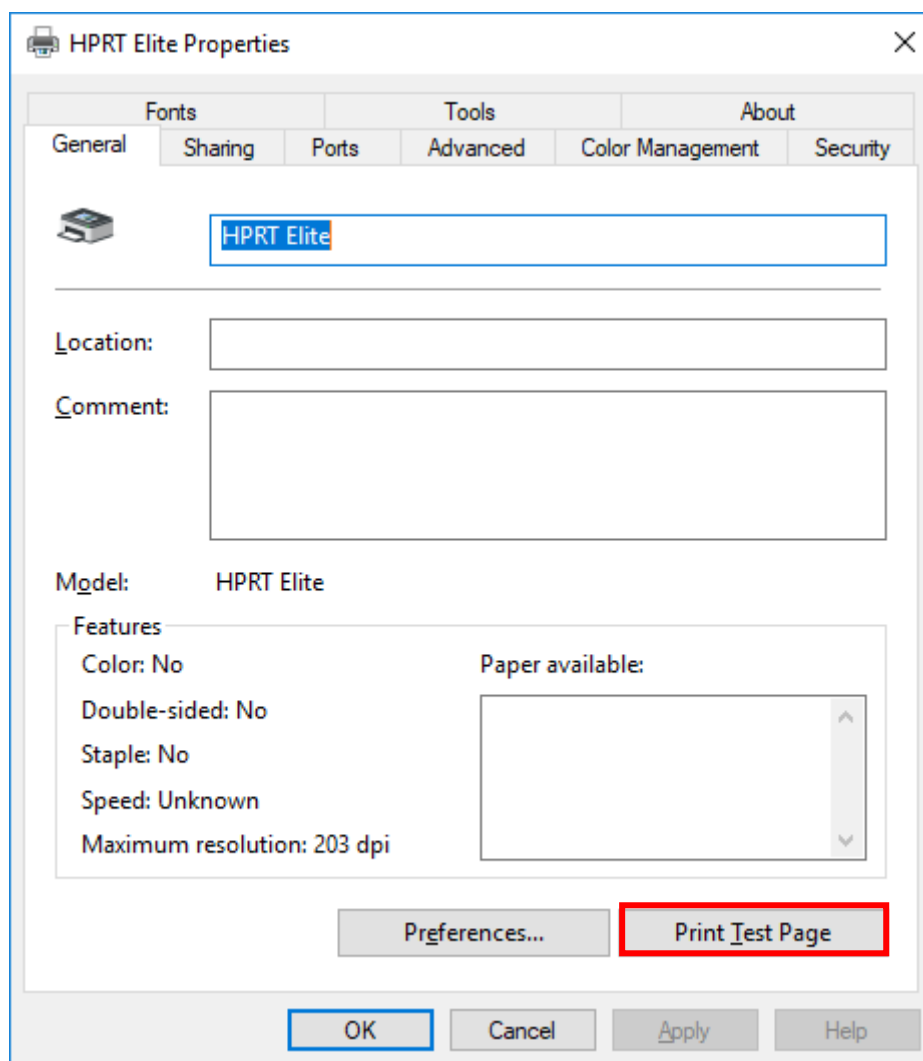 HPRT Elite Properties
Fonts Tools About
General Sharing Ports Advanced Color Management Security
HPRT Elite
Location:
Comment:
Model: HPRT Elite
Features
Color: No Paper available:
Double-sided: No
Staple: No
Speed: Unknown
Maximum resolution: 203 dpi
Preferences... Print Test Page
OK Cancel Apply Help